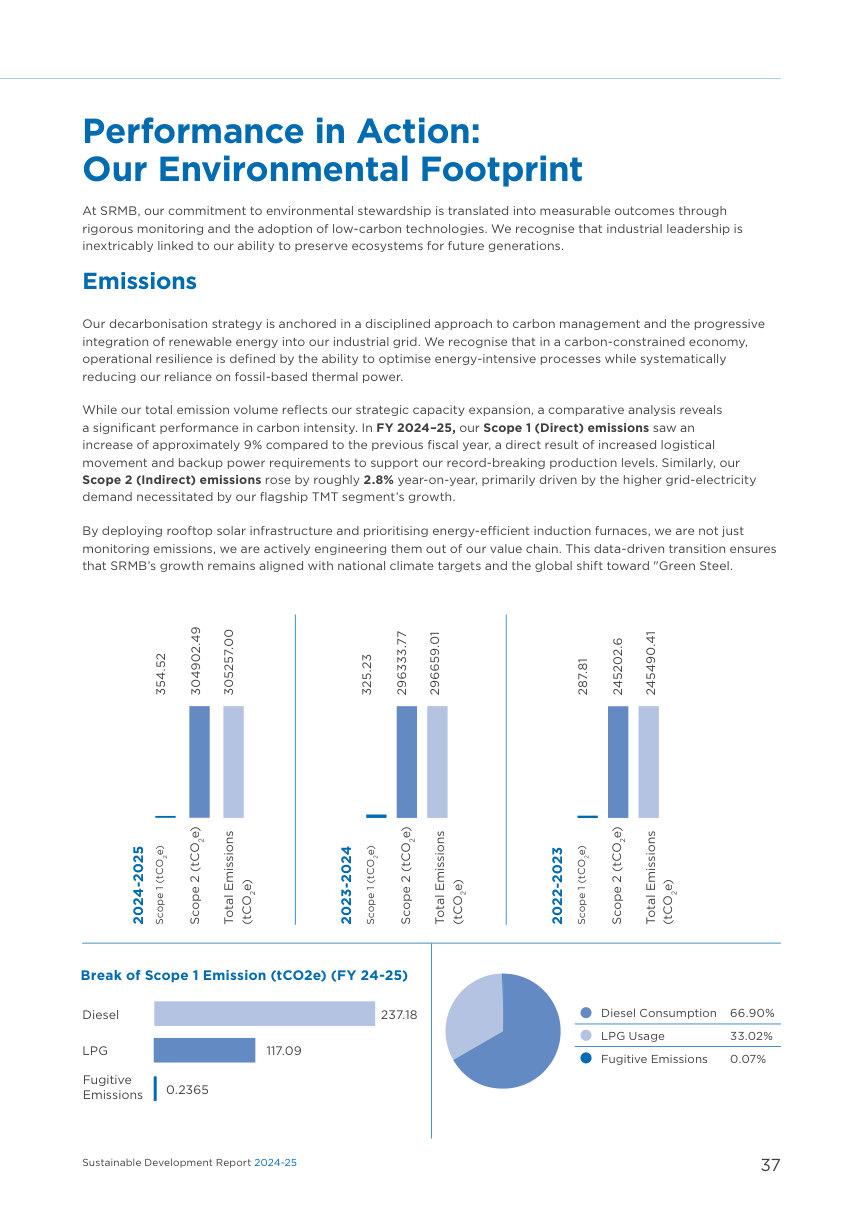 Performance in Action:
Our Environmental Footprint
At SRMB, our commitment to environmental stewardship is translated into measurable outcomes through
rigorous monitoring and the adoption of low-carbon technologies. We recognise that industrial leadership is
inextricably linked to our ability to preserve ecosystems for future generations.
Emissions
Our decarbonisation strategy is anchored in a disciplined approach to carbon management and the progressive
integration of renewable energy into our industrial grid. We recognise that in a carbon-constrained economy,
operational resilience is defined by the ability to optimise energy-intensive processes while systematically
reducing our reliance on fossil-based thermal power.
While our total emission volume reflects our strategic capacity expansion, a comparative analysis reveals
a significant performance in carbon intensity. In FY 2024–25, our Scope 1 (Direct) emissions saw an
increase of approximately 9% compared to the previous fiscal year, a direct result of increased logistical
movement and backup power requirements to support our record-breaking production levels. Similarly, our
Scope 2 (Indirect) emissions rose by roughly 2.8% year-on-year, primarily driven by the higher grid-electricity
demand necessitated by our flagship TMT segment's growth.
By deploying rooftop solar infrastructure and prioritising energy-efficient induction furnaces, we are not just
monitoring emissions, we are actively engineering them out of our value chain. This data-driven transition ensures
that SRMB's growth remains aligned with national climate targets and the global shift toward "Green Steel.
2024-2025
Scope 1 (tCO2e)
354.52
Scope 2 (tCO2e)
304902.49
Total Emissions
(tCO2e)
305257.00
2023-2024
Scope 1 (tCO2e)
325.23
Scope 2 (tCO2e)
296333.77
Total Emissions
(tCO2e)
296659.01
2022-2023
Scope 1 (tCO2e)
287.81
Scope 2 (tCO2e)
245202.6
Total Emissions
(tCO2e)
245490.41
Break of Scope 1 Emission (tCO2e) (FY 24-25)
Diesel 237.18
LPG 117.09
Fugitive
Emissions 0.2365
Diesel Consumption 66.90%
LPG Usage 33.02%
Fugitive Emissions 0.07%
Sustainable Development Report 2024-25
37